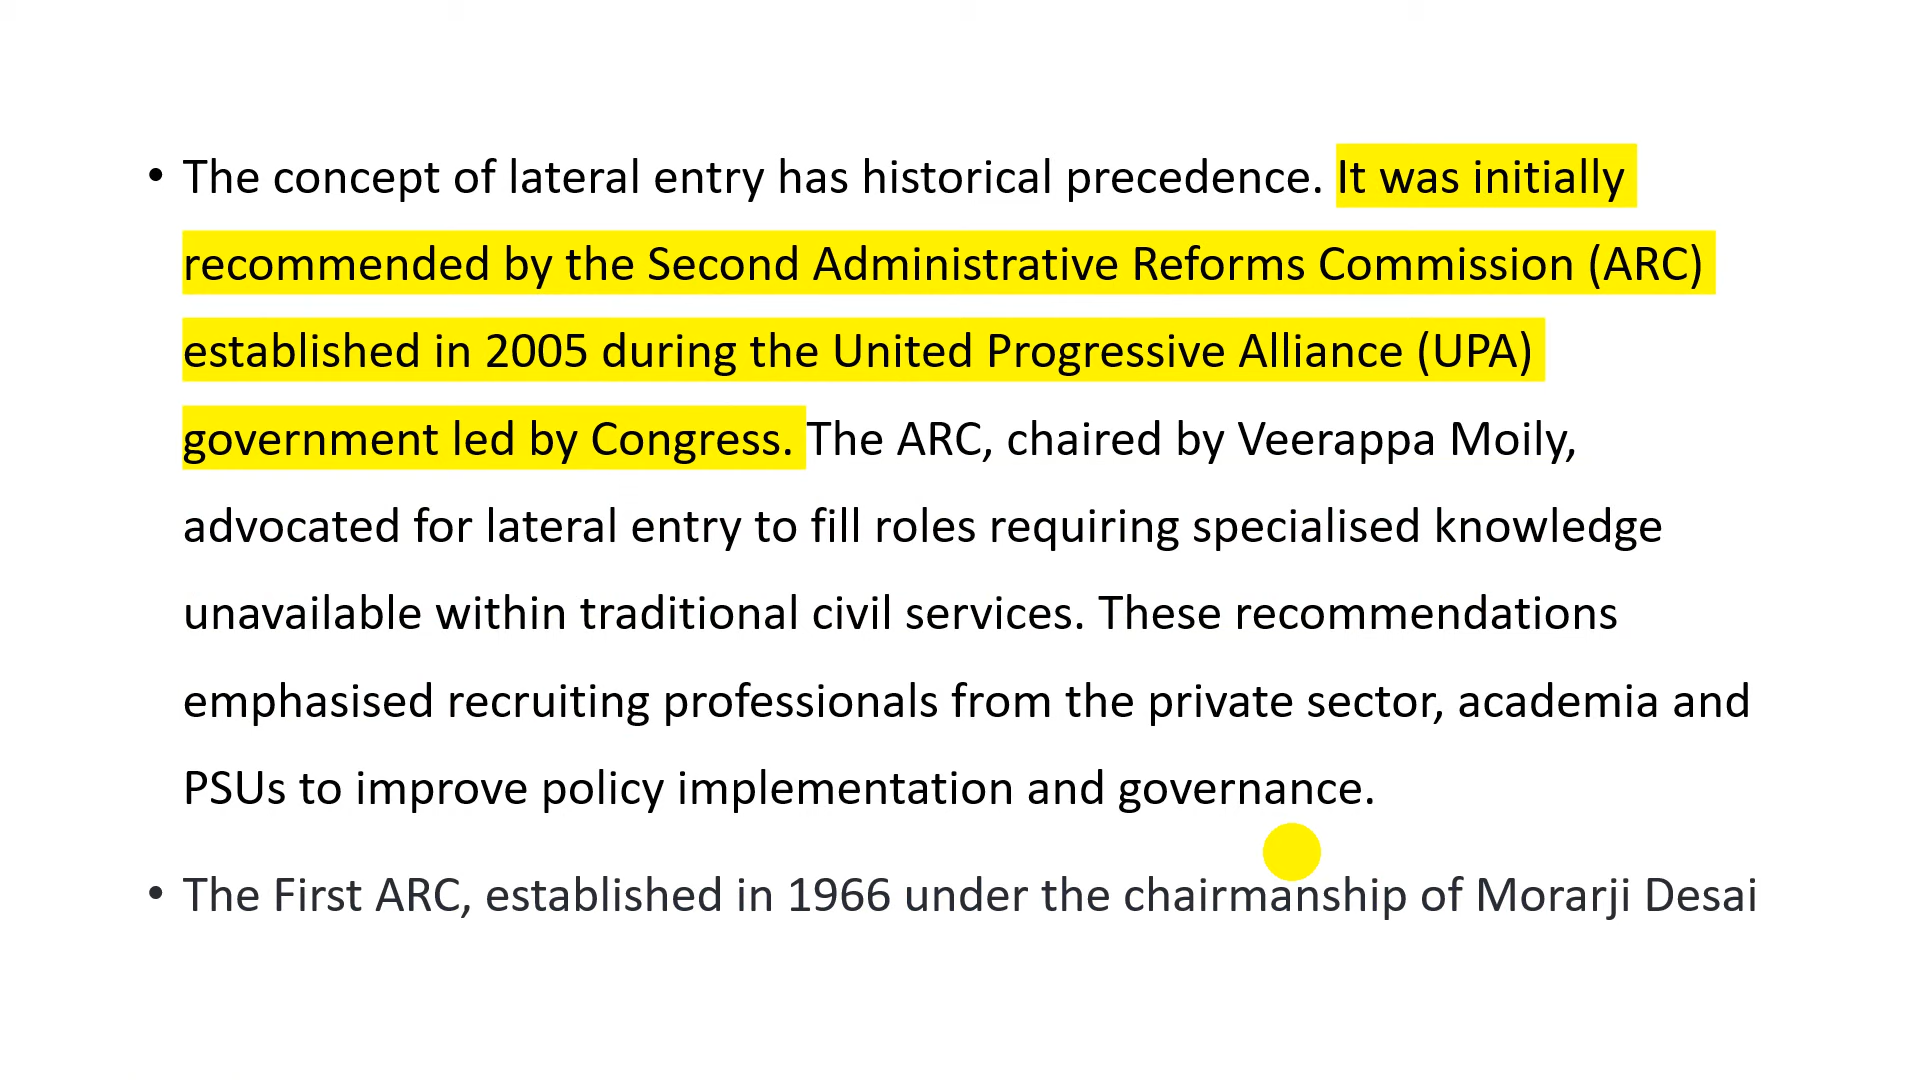 • The concept of lateral entry has historical precedence. It was initially
recommended by the Second Administrative Reforms Commission (ARC)
established in 2005 during the United Progressive Alliance (UPA)
government led by Congress. The ARC, chaired by Veerappa Moily,
advocated for lateral entry to fill roles requiring specialised knowledge
unavailable within traditional civil services. These recommendations
emphasised recruiting professionals from the private sector, academia and
PSUs to improve policy implementation and governance.
• The First ARC, established in 1966 under the chairmanship of Morarji Desai